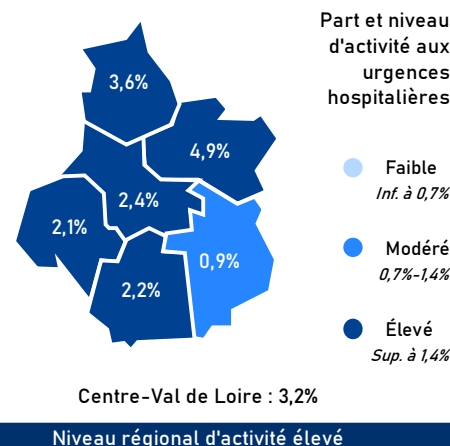 Part et niveau
d'activité aux
urgences
hospitalières
3,6%
4,9%
2,4%
2,1%
0,9%
2,2%
Faible
Inf. à 0,7%
Modéré
0,7%-1,4%
Élevé
Sup. à 1,4%
Centre-Val de Loire : 3,2%
Niveau régional d'activité élevé